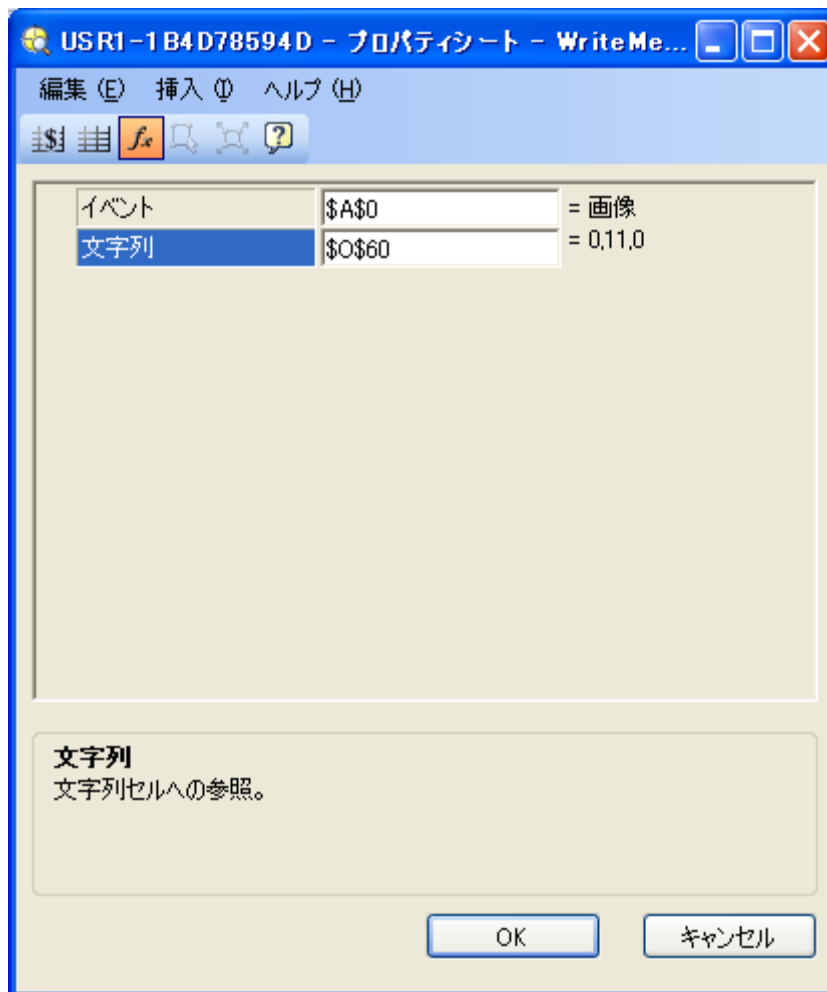 USR1-1B4D78594D - プロパティシート - WriteMe...
編集(E) 挿入(I) ヘルプ(H)
イベント $A$0 = 画像
文字列 $O$60 = 0,11,0
文字列
文字列セルへの参照。
OK キャンセル